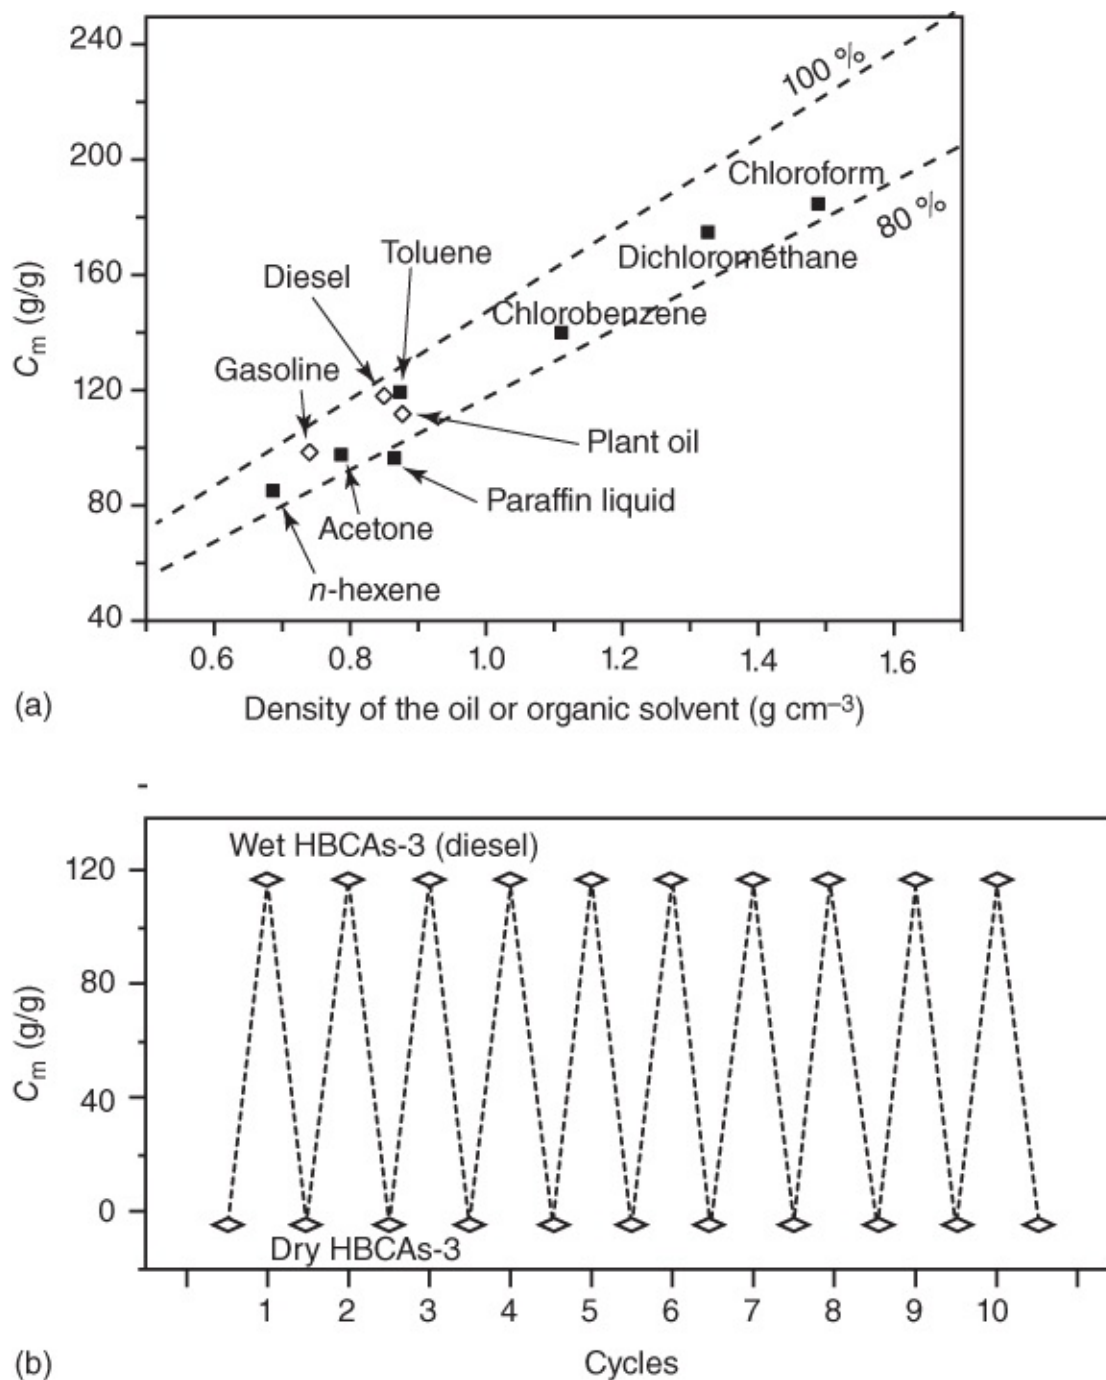 240
200
160
120
80
40
C_m (g/g)
100 %
80 %
Chloroform
Dichloromethane
Toluene
Diesel
Chlorobenzene
Gasoline
Plant oil
Paraffin liquid
Acetone
n-hexene
0.6 0.8 1.0 1.2 1.4 1.6
(a) Density of the oil or organic solvent (g cm⁻³)
Wet HBCAs-3 (diesel)
120
80
40
0
C_m (g/g)
Dry HBCAs-3
1 2 3 4 5 6 7 8 9 10
(b) Cycles